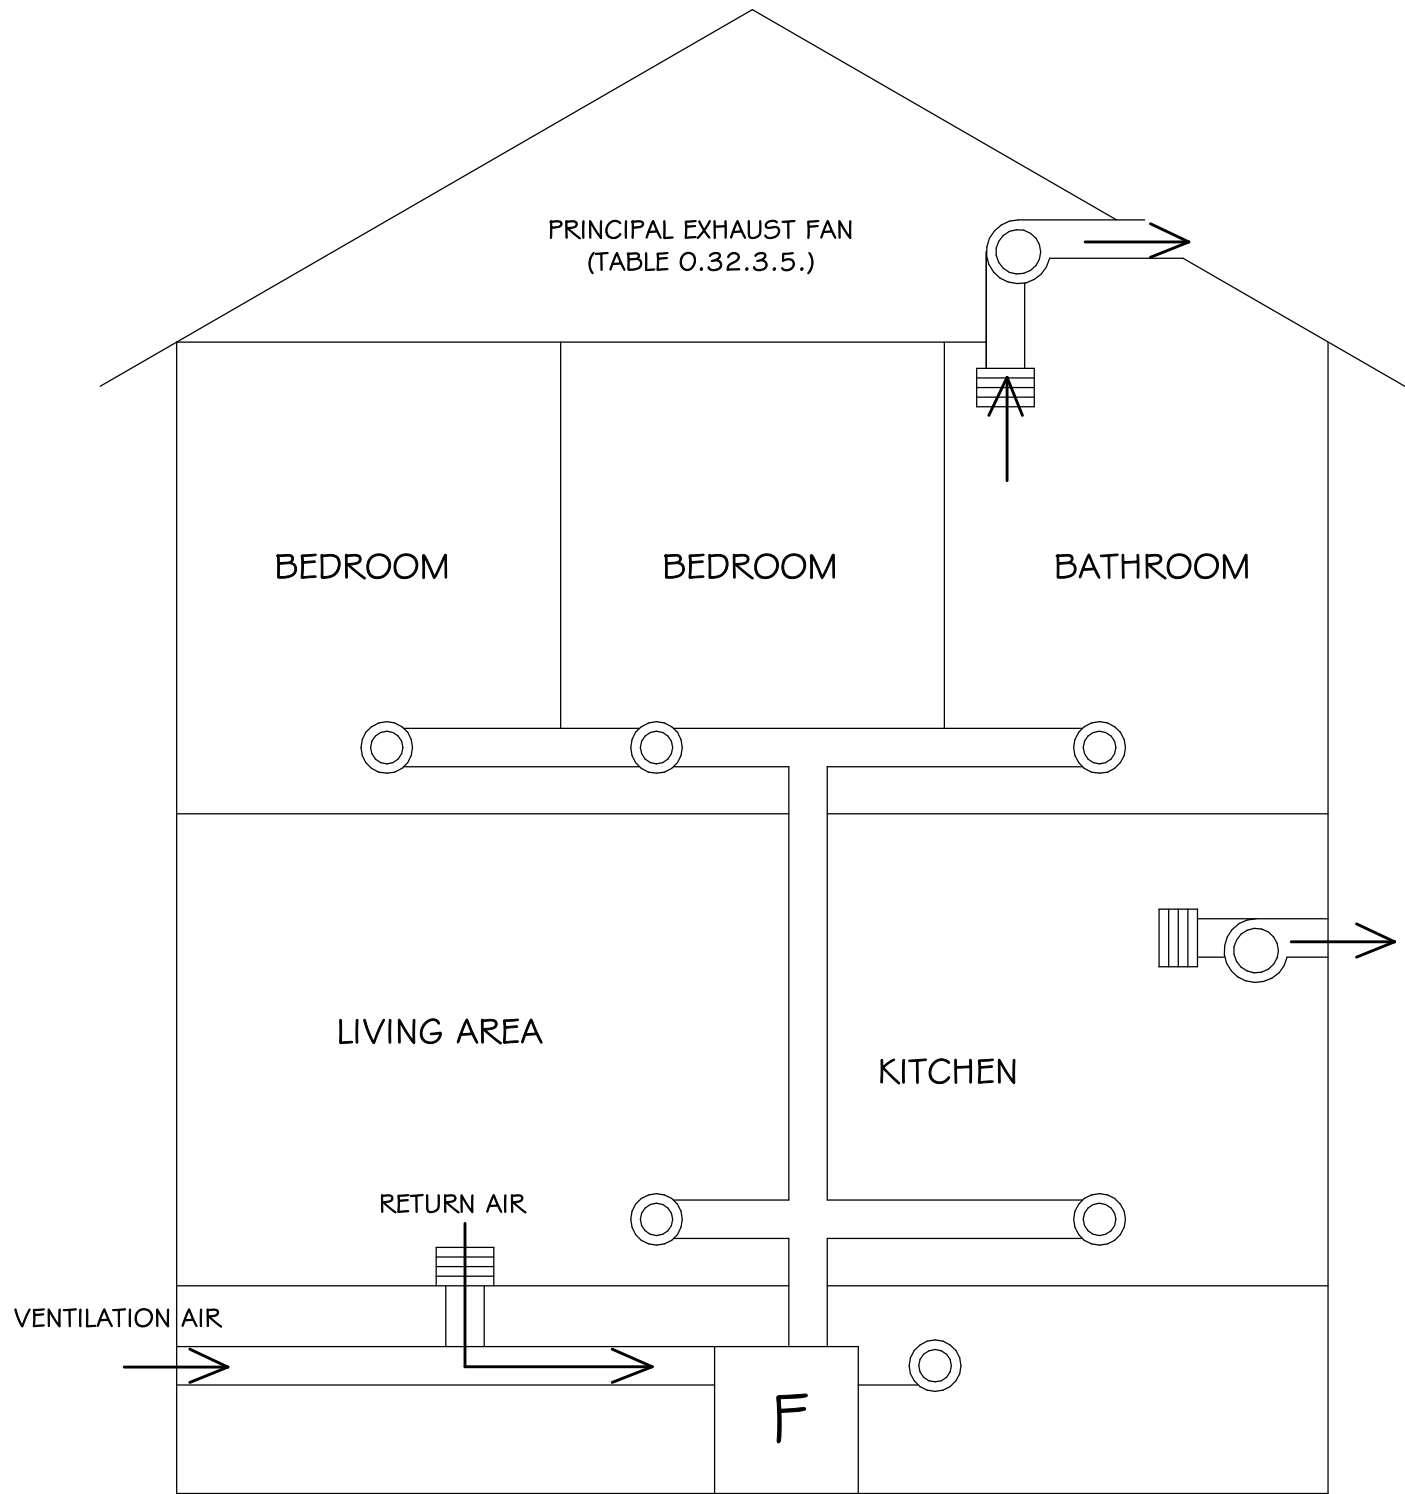 PRINCIPAL EXHAUST FAN
(TABLE 0.32.3.5.)
BEDROOM
BEDROOM
BATHROOM
LIVING AREA
KITCHEN
RETURN AIR
VENTILATION AIR
F